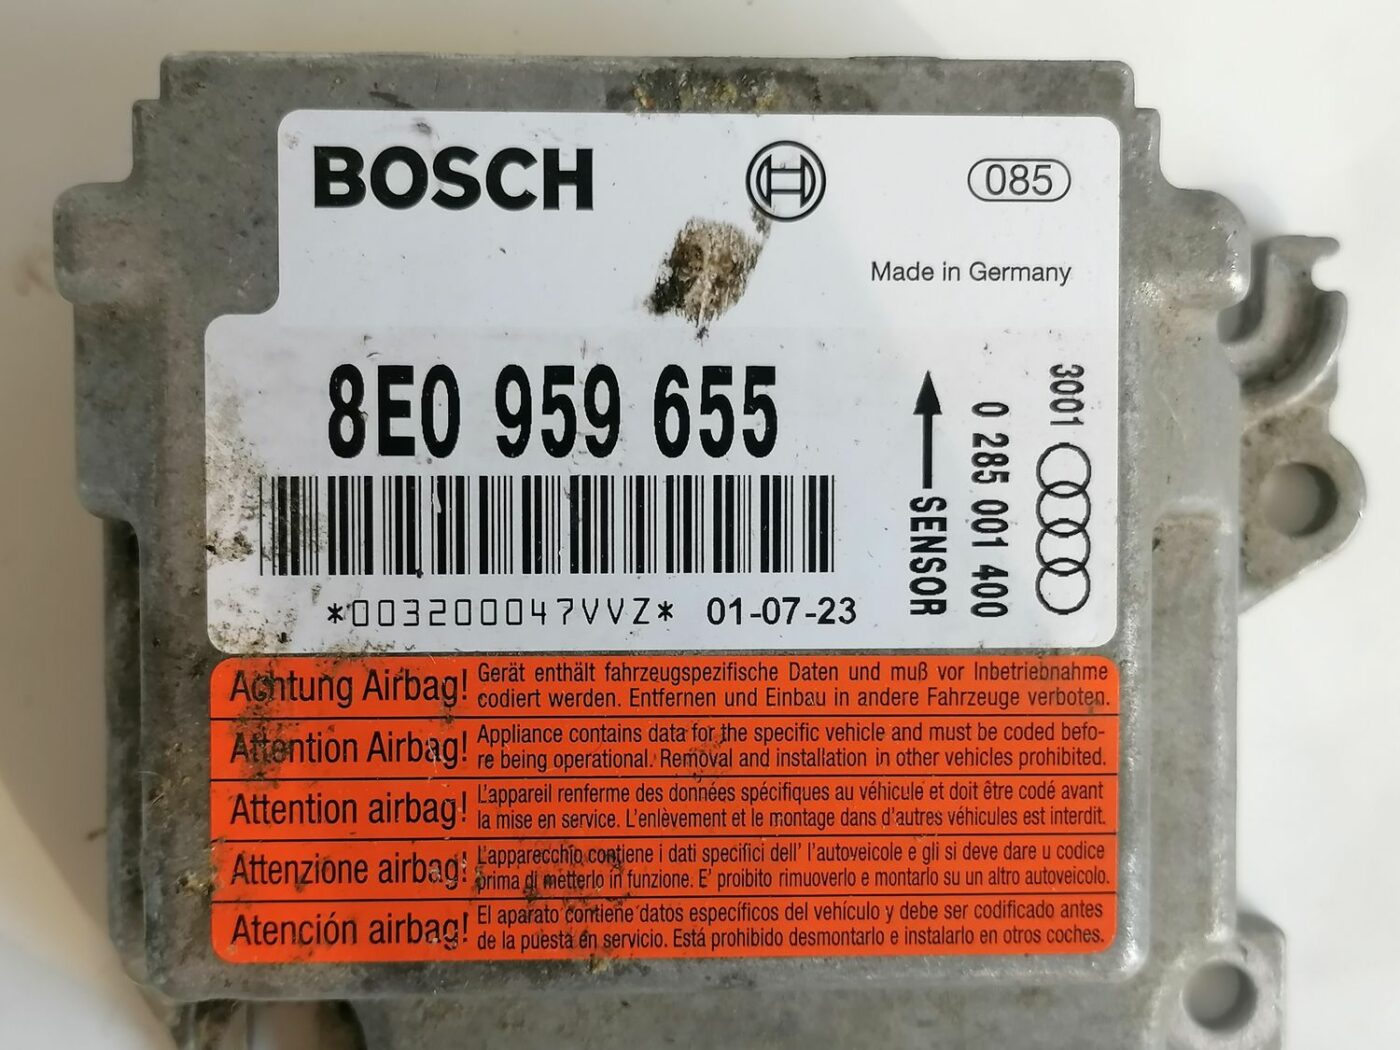 BOSCH
085
Made in Germany
8E0 959 655
*003200047VVZ* 01-07-23
SENSOR
0 285 001 400
3001
Achtung Airbag! Gerät enthält fahrzeugspezifische Daten und muß vor Inbetriebnahme
codiert werden. Entfernen und Einbau in andere Fahrzeuge verboten.
Attention Airbag! Appliance contains data for the specific vehicle and must be coded befo-
re being operational. Removal and installation in other vehicles prohibited.
Attention airbag! L'appareil renferme des données spécifiques au véhicule et doit être codé avant
la mise en service. L'enlèvement et le montage dans d'autres véhicules est interdit.
Attenzione airbag! L'apparecchio contiene i dati specifici dell' l'autoveicole e gli si deve dare u codice
prima di metterlo in funzione. E' proibito rimuoverlo e montarlo su un altro autoveicolo.
Atención airbag! El aparato contiene datos específicos del vehículo y debe ser codificado antes
de la puesta en servicio. Está prohibido desmontarlo e instalarlo en otros coches.